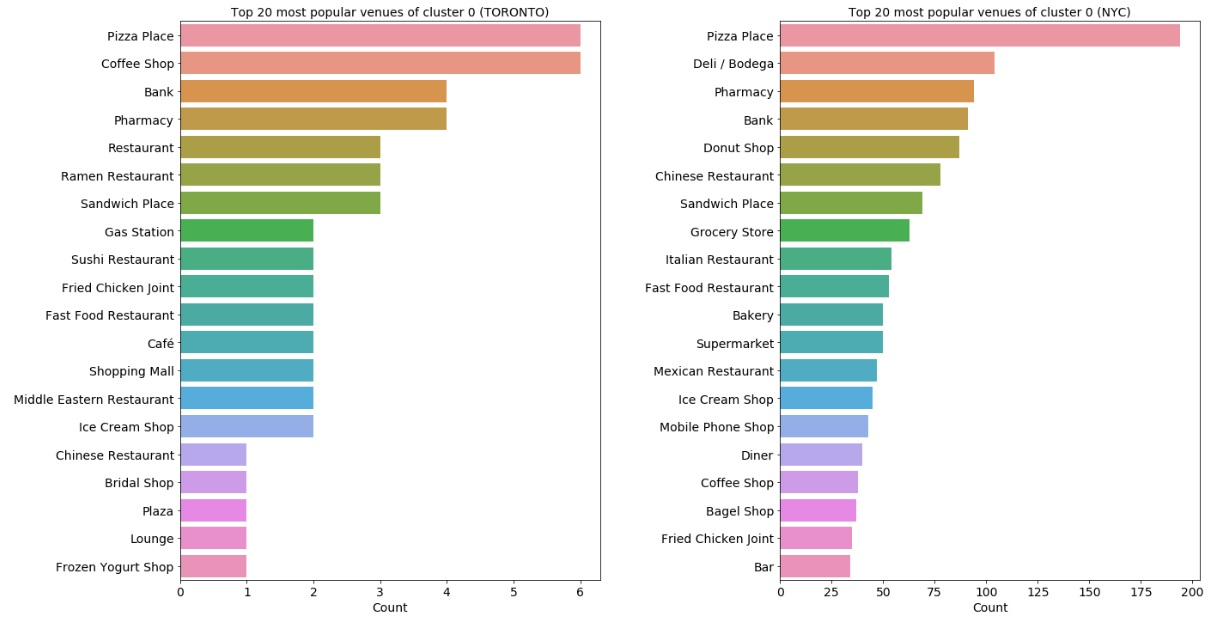 Top 20 most popular venues of cluster 0 (TORONTO)
Pizza Place
Coffee Shop
Bank
Pharmacy
Restaurant
Ramen Restaurant
Sandwich Place
Gas Station
Sushi Restaurant
Fried Chicken Joint
Fast Food Restaurant
Café
Shopping Mall
Middle Eastern Restaurant
Ice Cream Shop
Chinese Restaurant
Bridal Shop
Plaza
Lounge
Frozen Yogurt Shop
0 1 2 3 4 5 6
Count
Top 20 most popular venues of cluster 0 (NYC)
Pizza Place
Deli / Bodega
Pharmacy
Bank
Donut Shop
Chinese Restaurant
Sandwich Place
Grocery Store
Italian Restaurant
Fast Food Restaurant
Bakery
Supermarket
Mexican Restaurant
Ice Cream Shop
Mobile Phone Shop
Diner
Coffee Shop
Bagel Shop
Fried Chicken Joint
Bar
0 25 50 75 100 125 150 175 200
Count